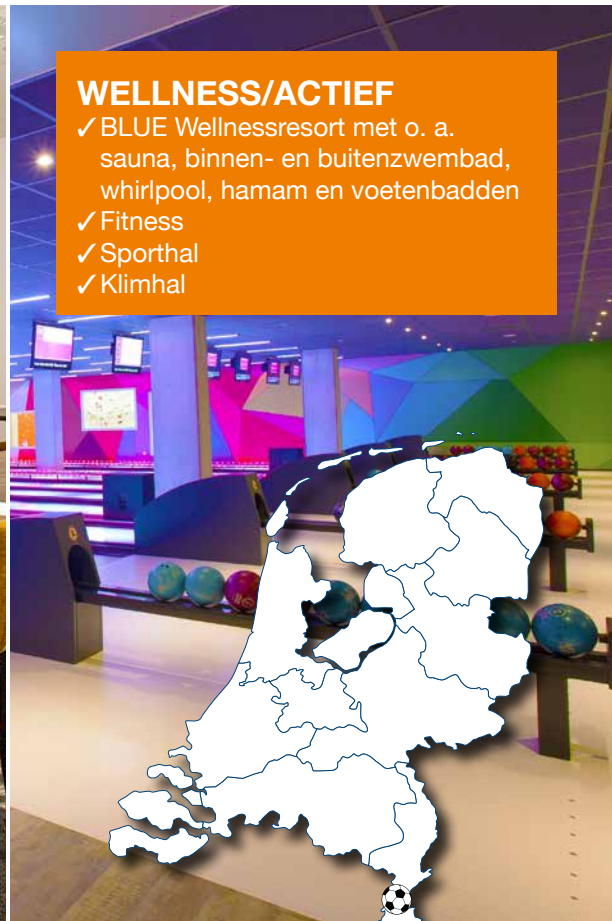 WELLNESS/ACTIEF
✓BLUE Wellnessresort met o. a.
sauna, binnen- en buitenzwembad,
whirlpool, hamam en voetenbadden
✓Fitness
✓Sporthal
✓Klimhal